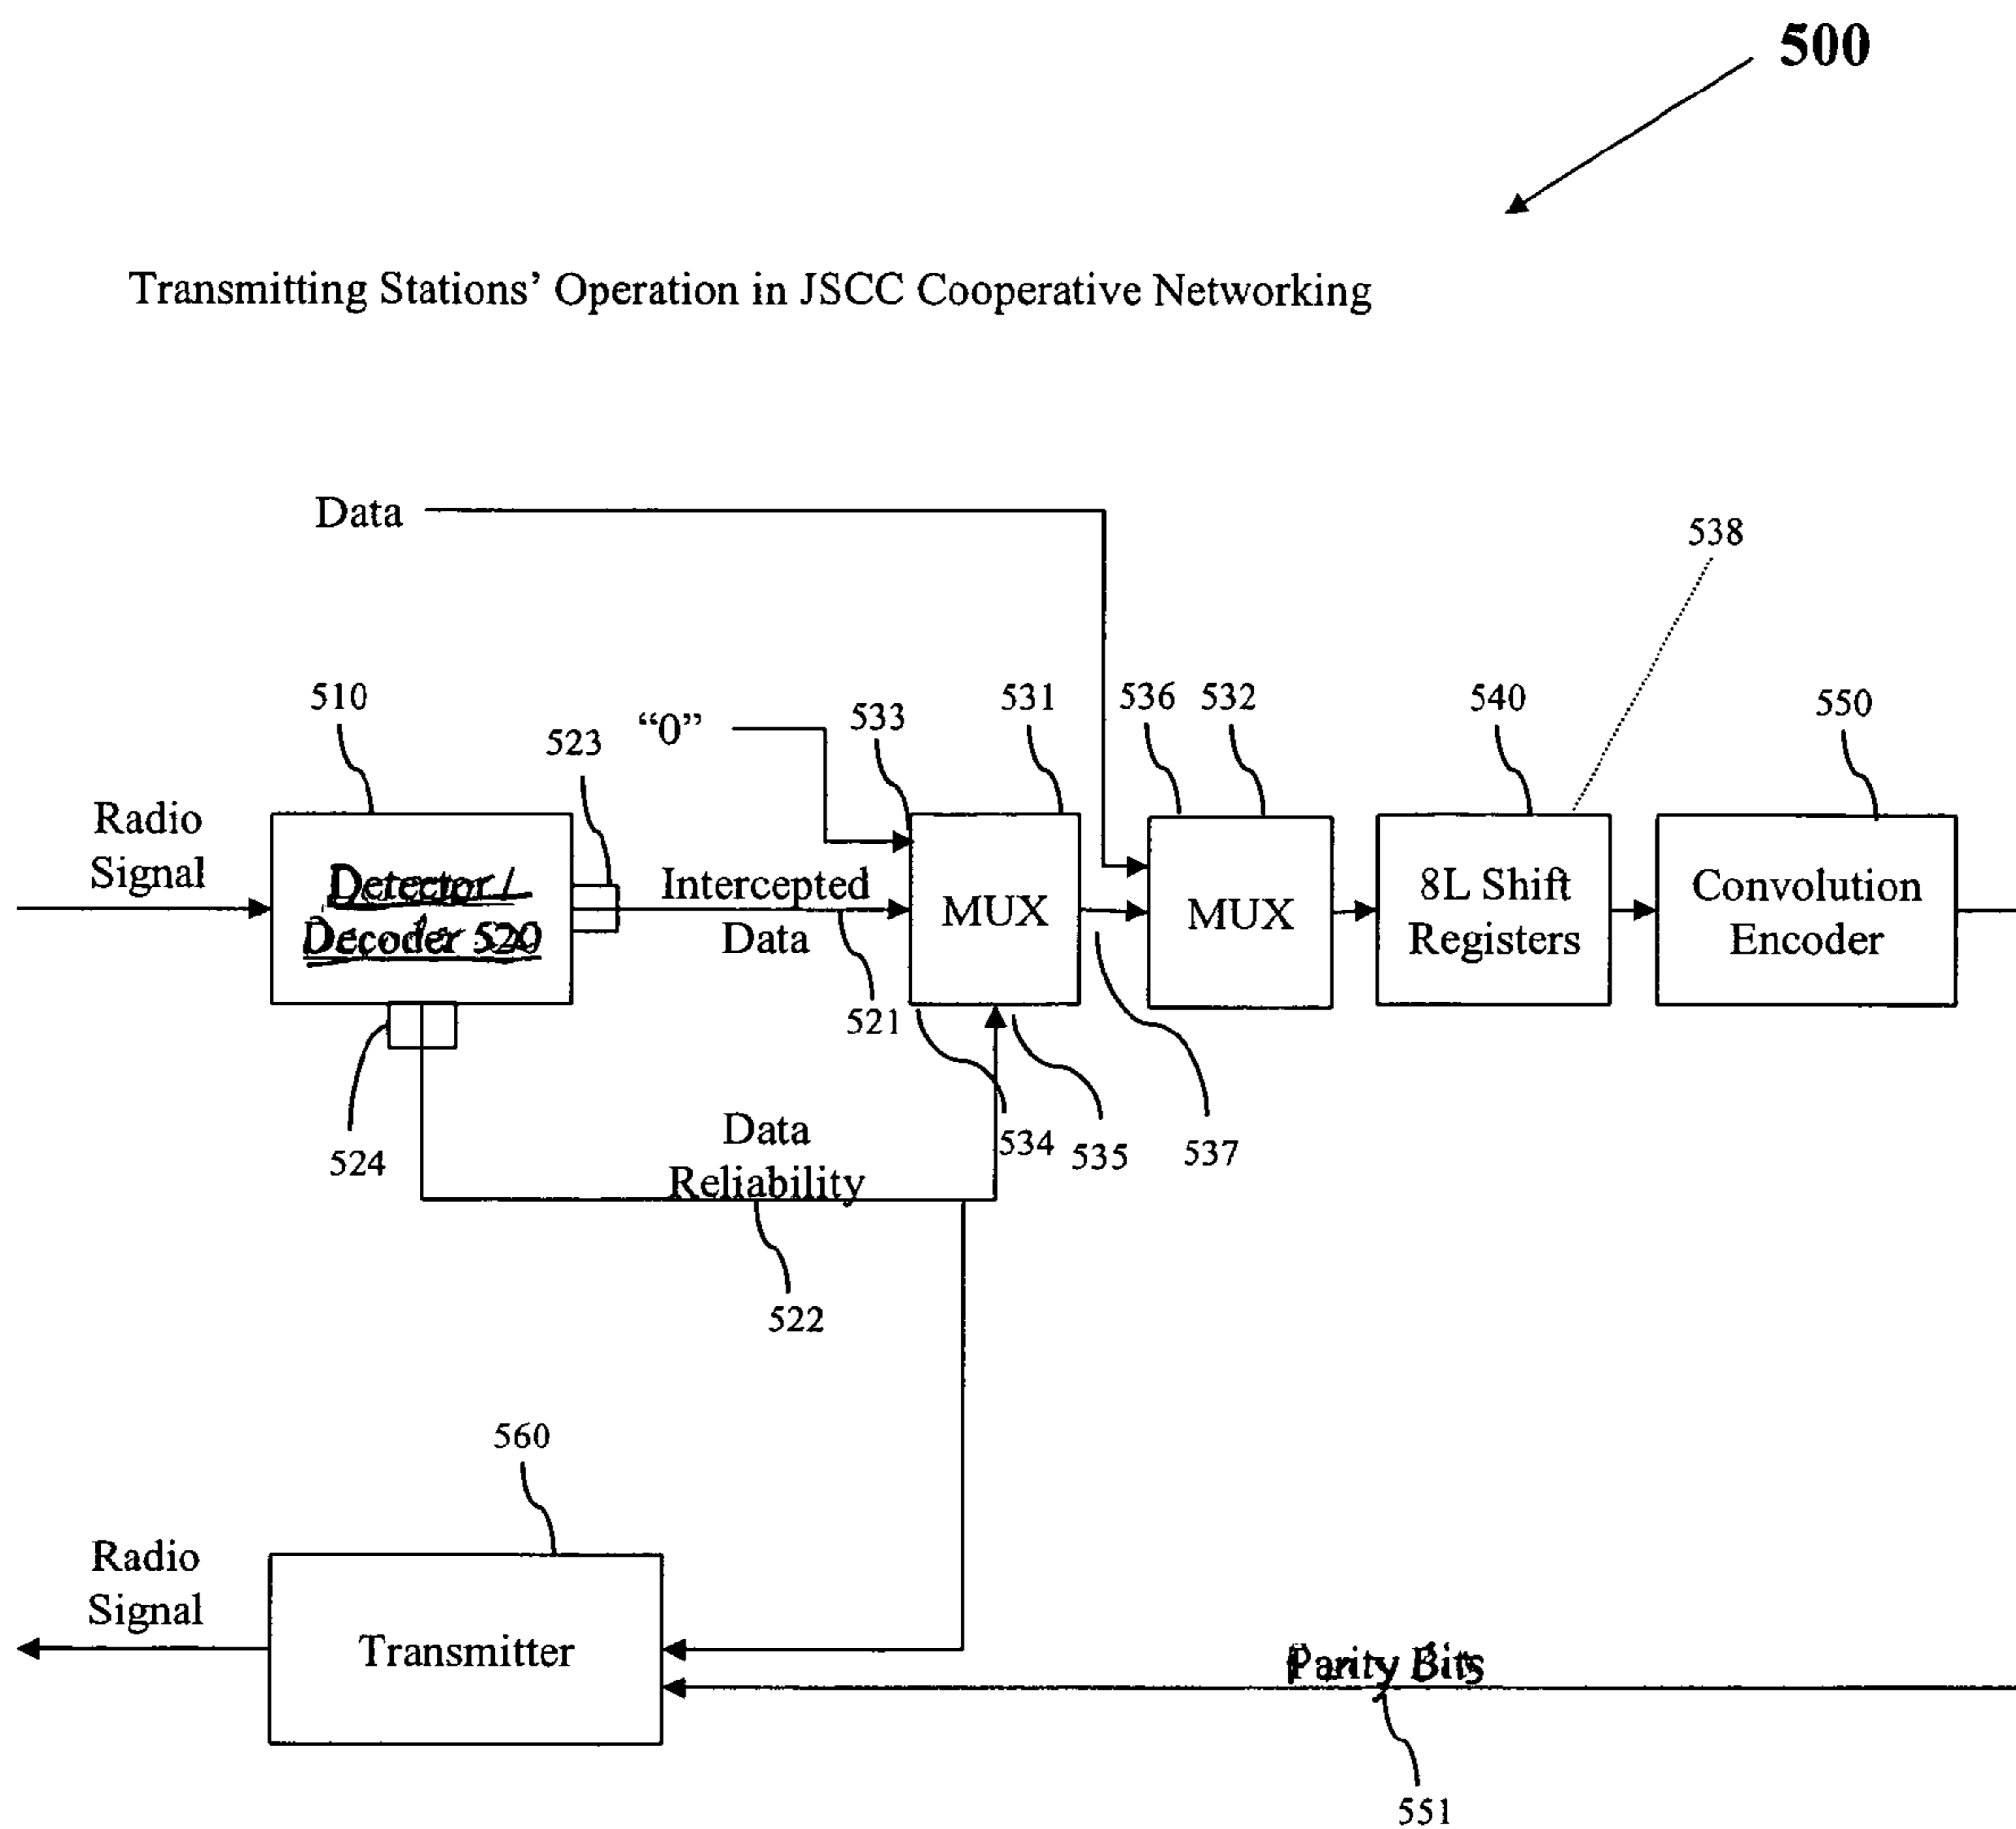 500
Transmitting Stations' Operation in JSCC Cooperative Networking
Data
538
510
523
"0"
533
531
536
532
540
550
Radio
Signal
Detector /
Decoder 520
Intercepted
Data
MUX
MUX
8L Shift
Registers
Convolution
Encoder
521
524
Data
Reliability
534
535
537
522
560
Radio
Signal
Transmitter
Parity Bits
551